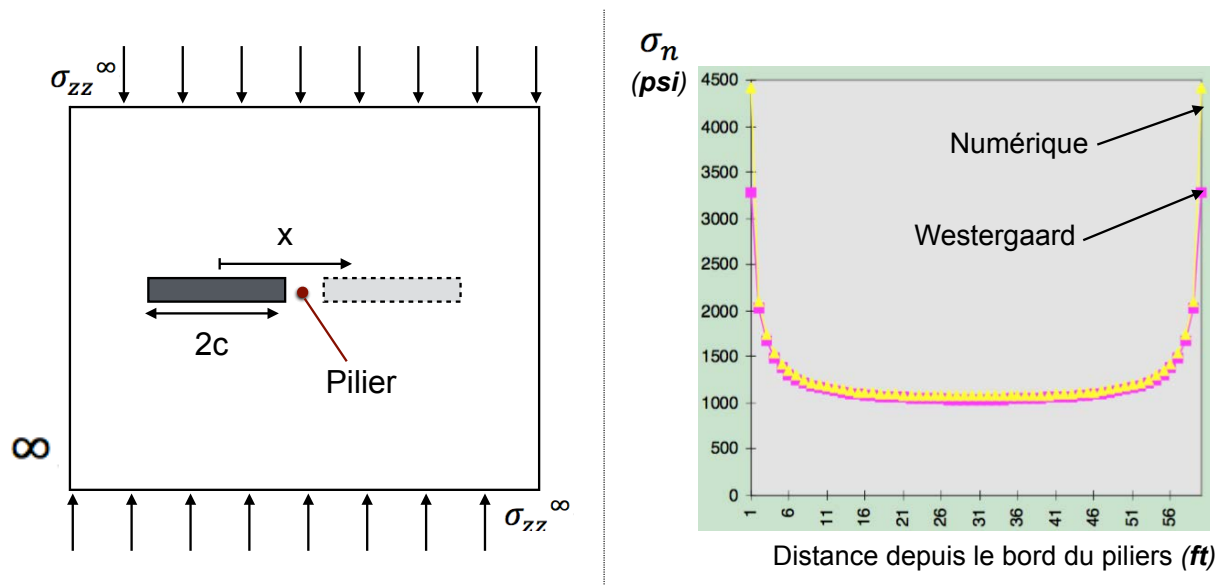 σzz∞
x
2c
Pilier
∞
σzz∞
σn
(psi)
4500
4000
3500
3000
2500
2000
1500
1000
500
0
Numérique
Westergaard
1 6 11 16 21 26 31 36 41 46 51 56
Distance depuis le bord du piliers (ft)